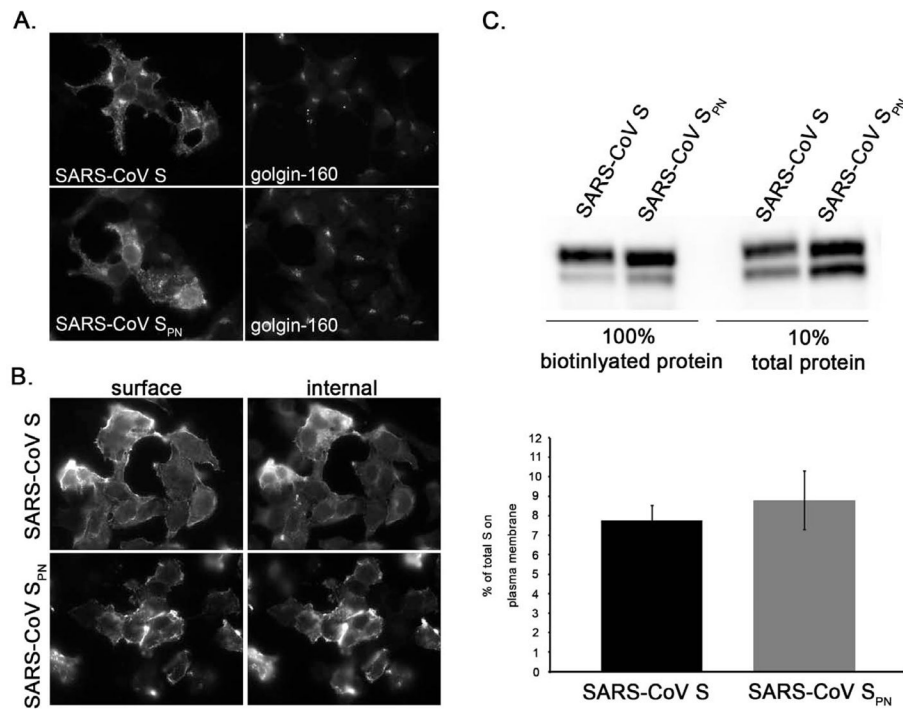 A.
SARS-CoV S
golgin-160
SARS-CoV SPN
golgin-160
B.
surface
internal
SARS-CoV S
SARS-CoV SPN
C.
SARS-CoV S
SARS-CoV SPN
SARS-CoV S
SARS-CoV SPN
100%
biotinlyated protein
10%
total protein
% of total S on
plasma membrane
12
11
10
9
8
7
6
5
4
3
2
1
0
SARS-CoV S
SARS-CoV SPN